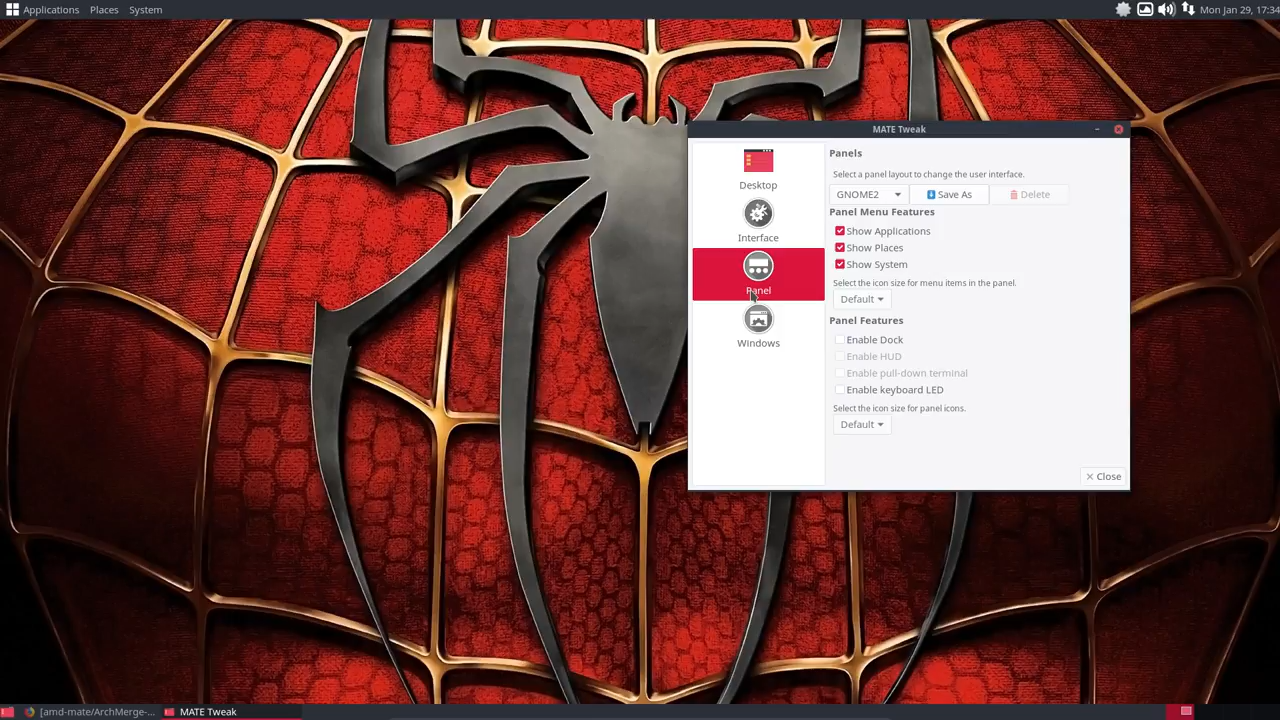 Applications Places System
Mon Jan 29, 17:34
MATE Tweak
Desktop
Interface
Panel
Windows
Panels
Select a panel layout to change the user interface.
GNOME2 Save As Delete
Panel Menu Features
Show Applications
Show Places
Show System
Select the icon size for menu items in the panel.
Default
Panel Features
Enable Dock
Enable HUD
Enable pull-down terminal
Enable keyboard LED
Select the icon size for panel icons.
Default
Close
[amd-mate/ArchMerge-... MATE Tweak